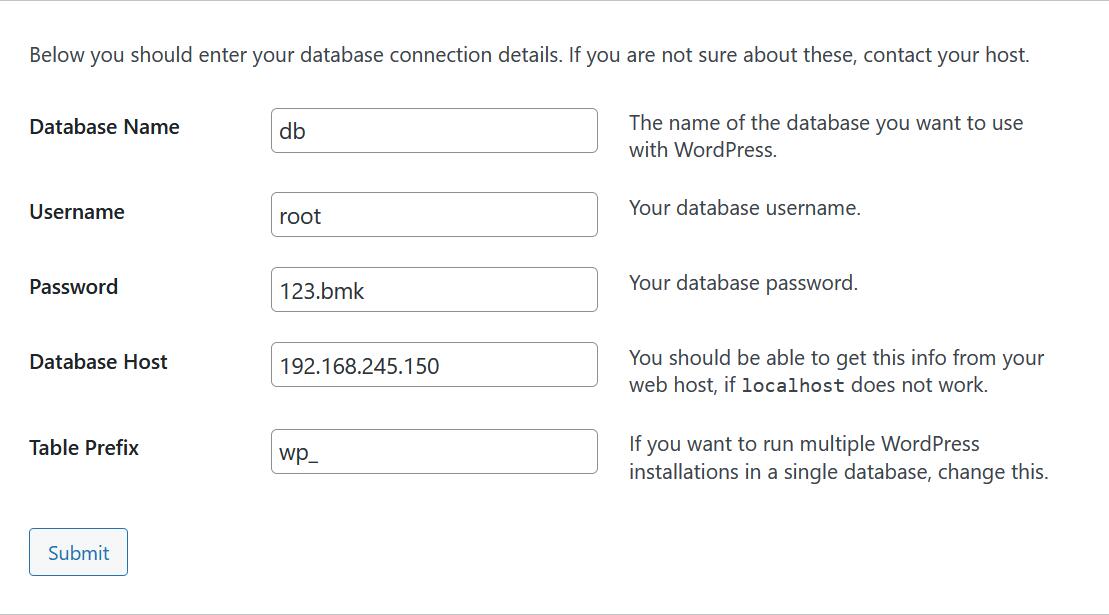 Below you should enter your database connection details. If you are not sure about these, contact your host.
Database Name
db
The name of the database you want to use
with WordPress.
Username
root
Your database username.
Password
123.bmk
Your database password.
Database Host
192.168.245.150
You should be able to get this info from your
web host, if localhost does not work.
Table Prefix
wp_
If you want to run multiple WordPress
installations in a single database, change this.
Submit